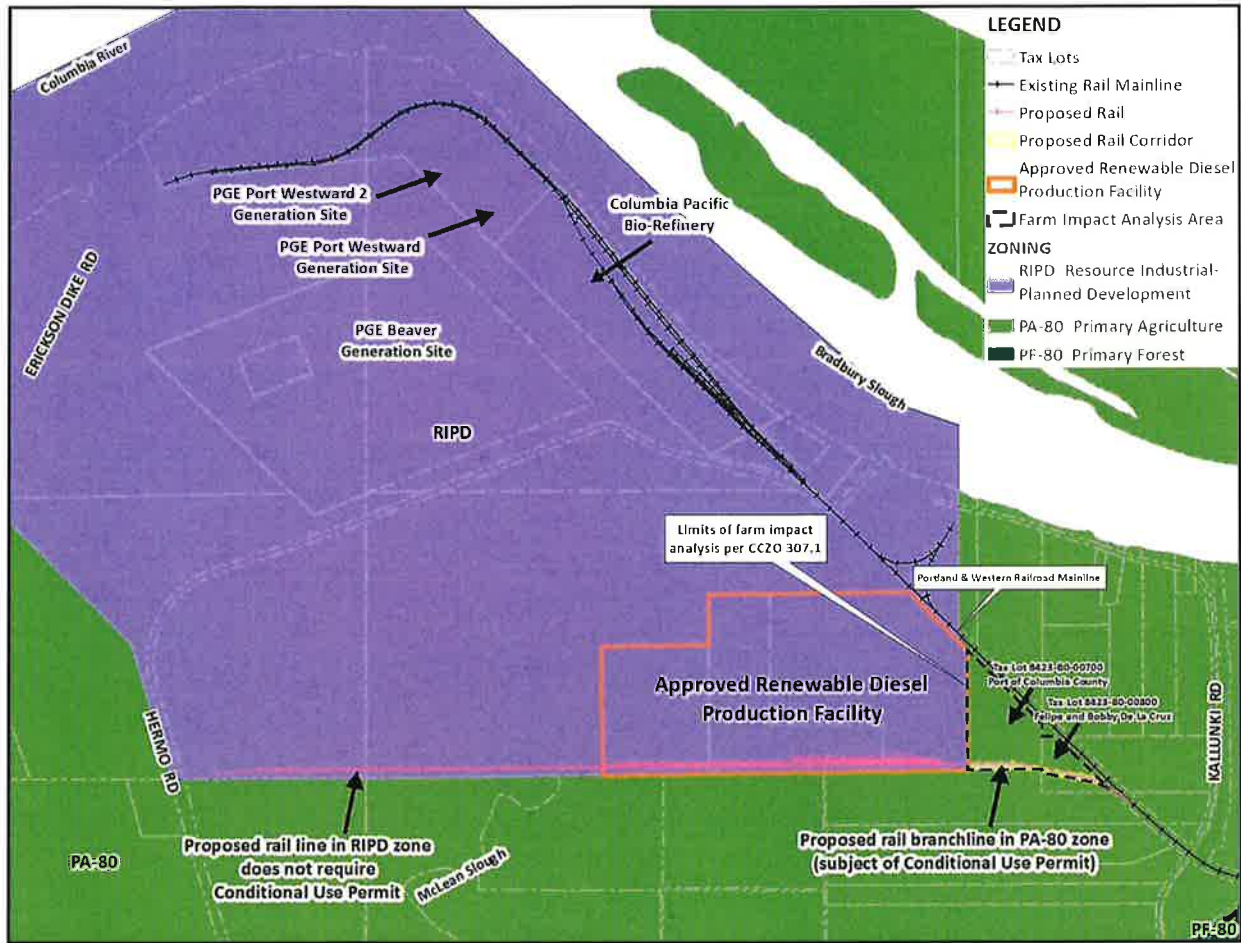 Columbia River
LEGEND
Tax Lots
Existing Rail Mainline
Proposed Rail
Proposed Rail Corridor
Approved Renewable Diesel
Production Facility
Farm Impact Analysis Area
ZONING
RIPD Resource Industrial-
Planned Development
PA-80 Primary Agriculture
PF-80 Primary Forest
PGE Port Westward 2
Generation Site
PGE Port Westward
Generation Site
Columbia Pacific
Bio-Refinery
ERICKSON DIKE RD
PGE Beaver
Generation Site
Bradbury Slough
RIPD
Limits of farm impact
analysis per CCZO 307.1
Portland & Western Railroad Mainline
Tax Lot 8423-B0-00700
Port of Columbia County
Tax Lot 8423-B0-00800
Felipe and Bobby De La Cruz
Approved Renewable Diesel
Production Facility
HERMO RD
KALLUNKI RD
Proposed rail line in RIPD zone
does not require
Conditional Use Permit
Proposed rail branchline in PA-80 zone
(subject of Conditional Use Permit)
PA-80
McLean Slough
PF-80